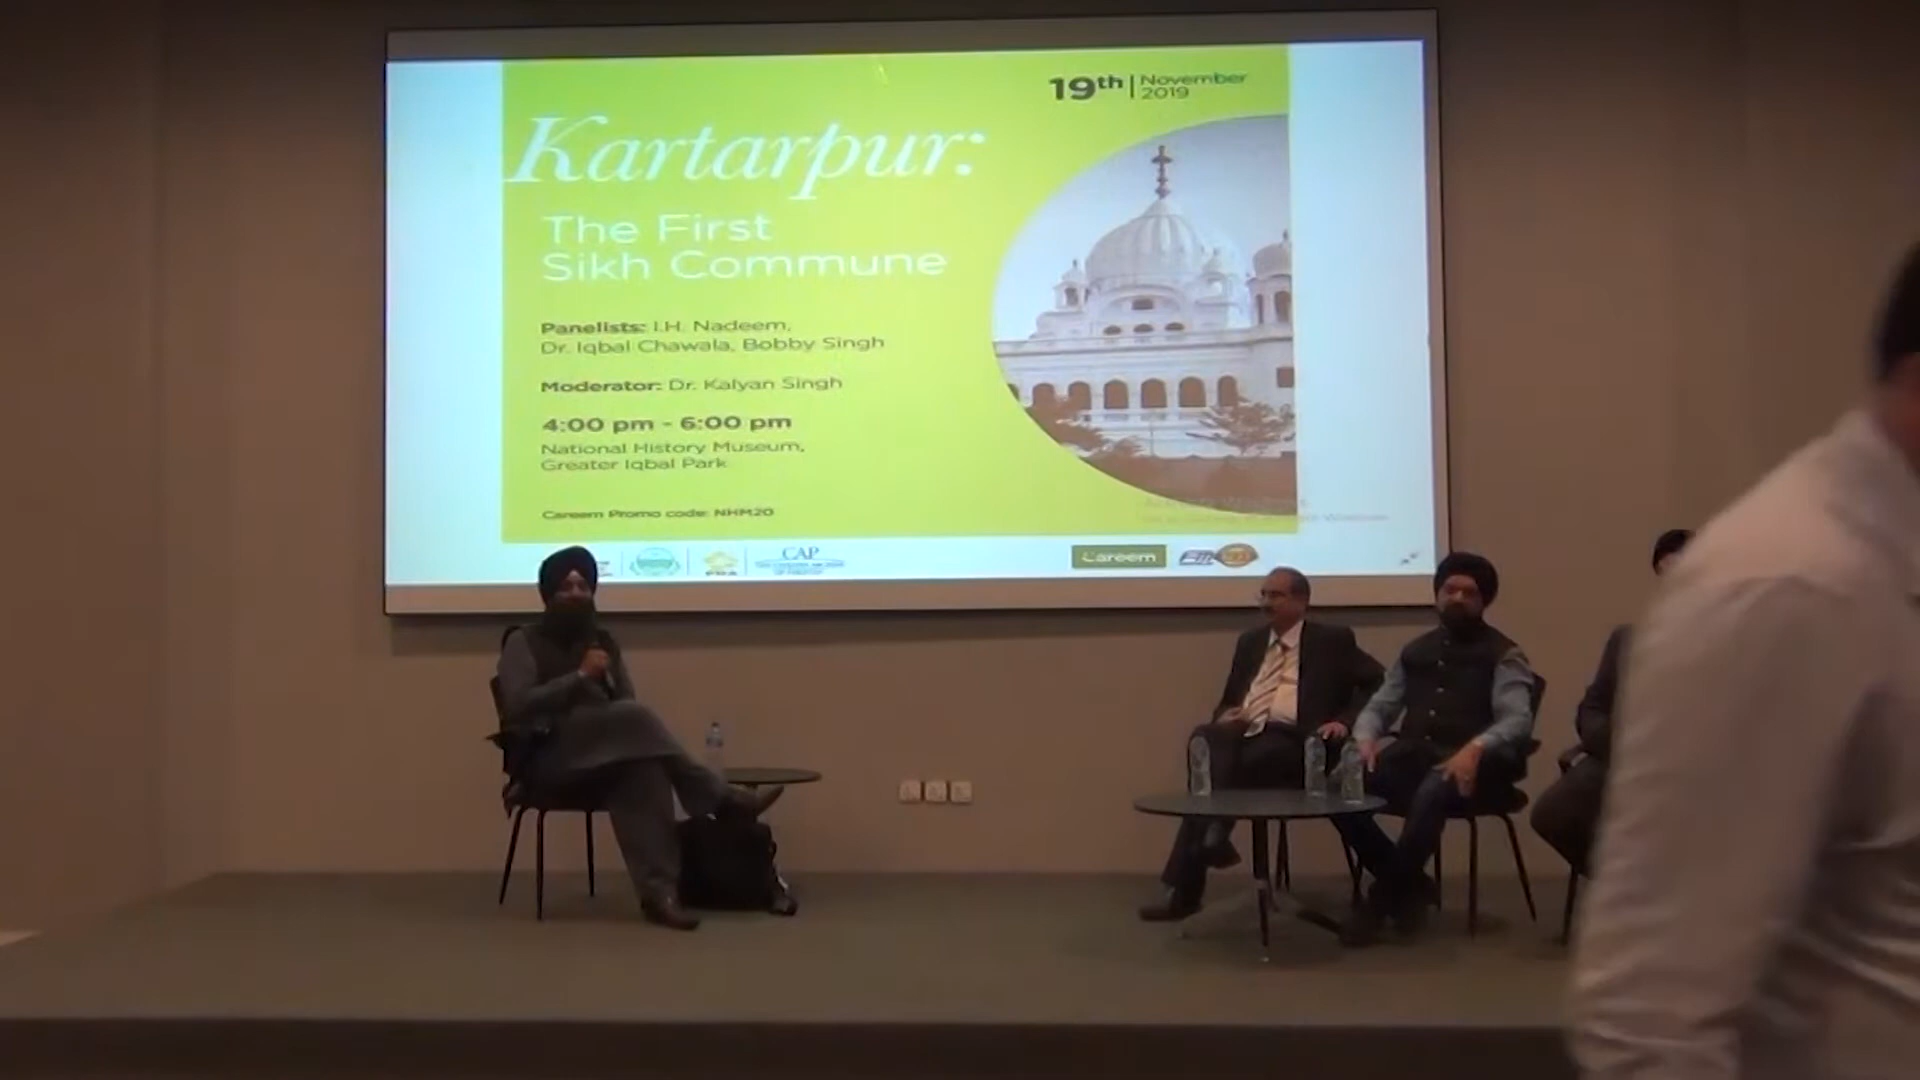 19th | November
2019
Kartarpur:
The First
Sikh Commune
Panelists: I.H. Nadeem,
Dr. Iqbal Chawala, Bobby Singh
Moderator: Dr. Kalyan Singh
4:00 pm - 6:00 pm
National History Museum,
Greater Iqbal Park
Careem Promo code: NHM20
CAP
Careem